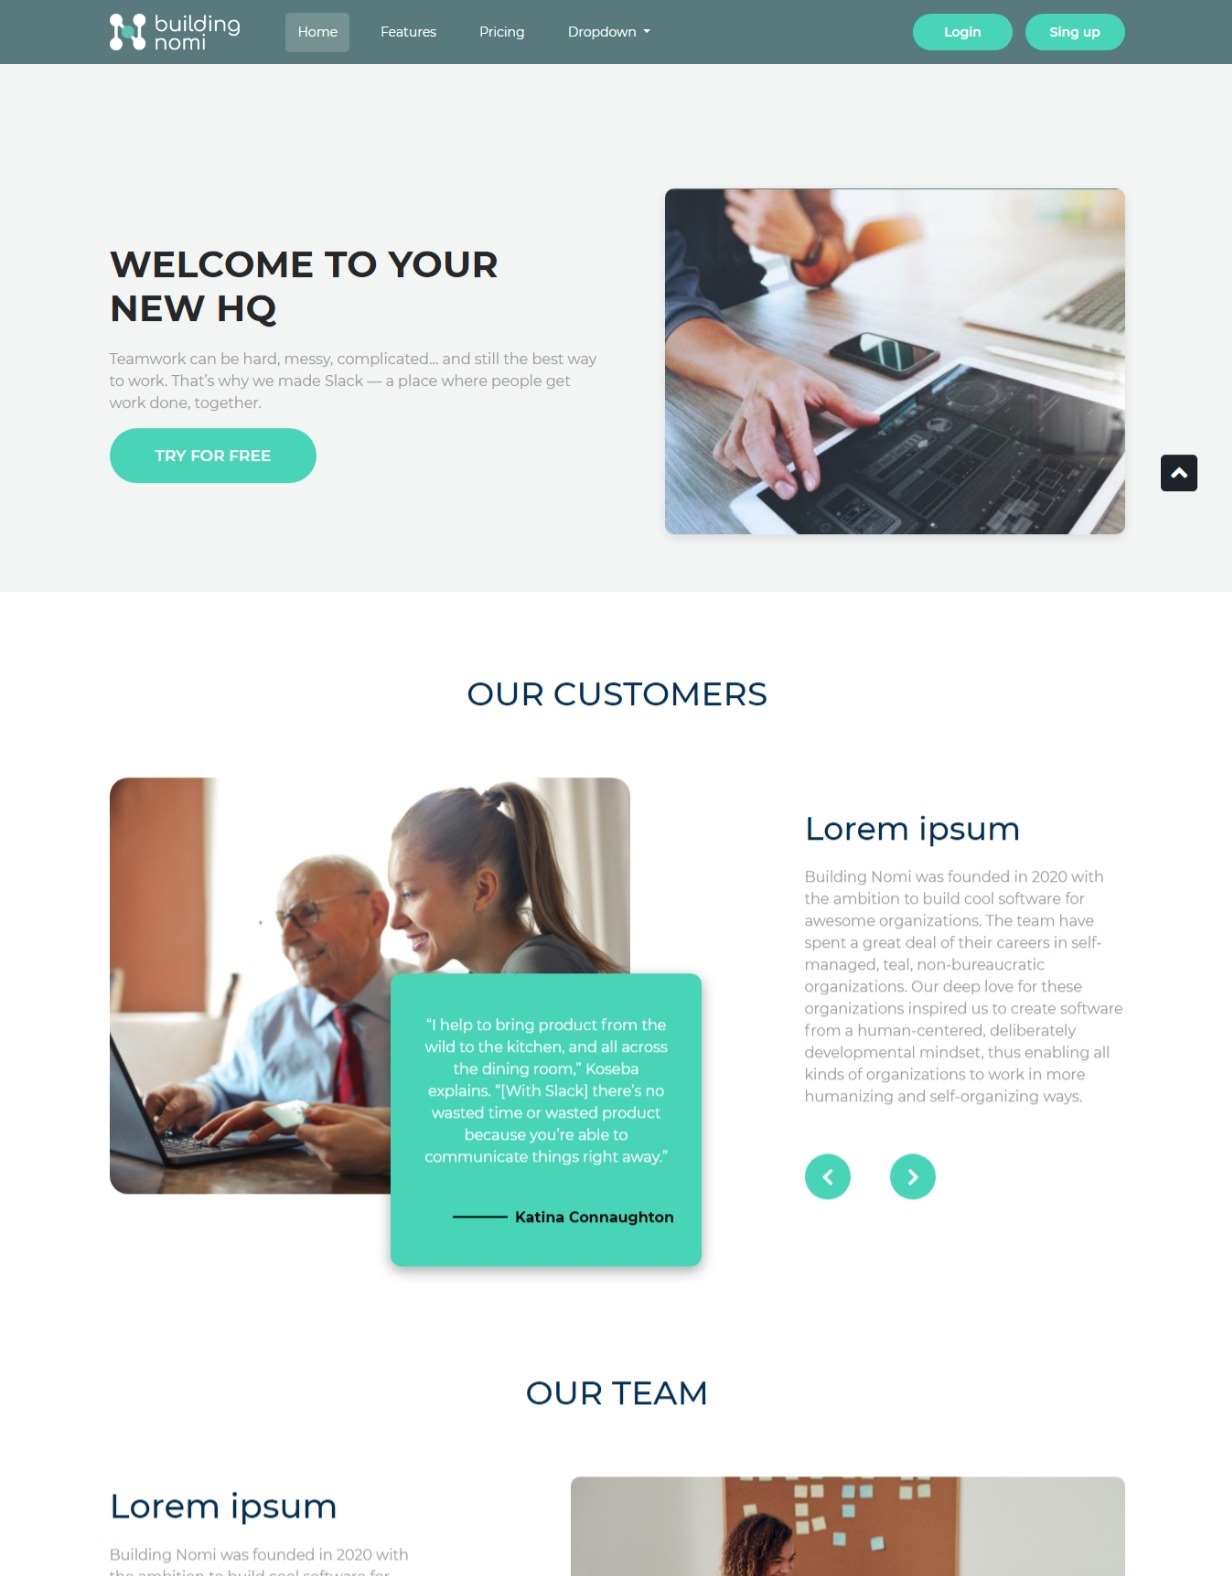 building
nomi
Home
Features
Pricing
Dropdown
Login
Sing up
WELCOME TO YOUR
NEW HQ
Teamwork can be hard, messy, complicated… and still the best way
to work. That’s why we made Slack — a place where people get
work done, together.
TRY FOR FREE
OUR CUSTOMERS
“I help to bring product from the
wild to the kitchen, and all across
the dining room,” Koseba
explains. “[With Slack] there’s no
wasted time or wasted product
because you’re able to
communicate things right away.”
Katina Connaughton
Lorem ipsum
Building Nomi was founded in 2020 with
the ambition to build cool software for
awesome organizations. The team have
spent a great deal of their careers in self-
managed, teal, non-bureaucratic
organizations. Our deep love for these
organizations inspired us to create software
from a human-centered, deliberately
developmental mindset, thus enabling all
kinds of organizations to work in more
humanizing and self-organizing ways.
OUR TEAM
Lorem ipsum
Building Nomi was founded in 2020 with
the ambition to build cool software for